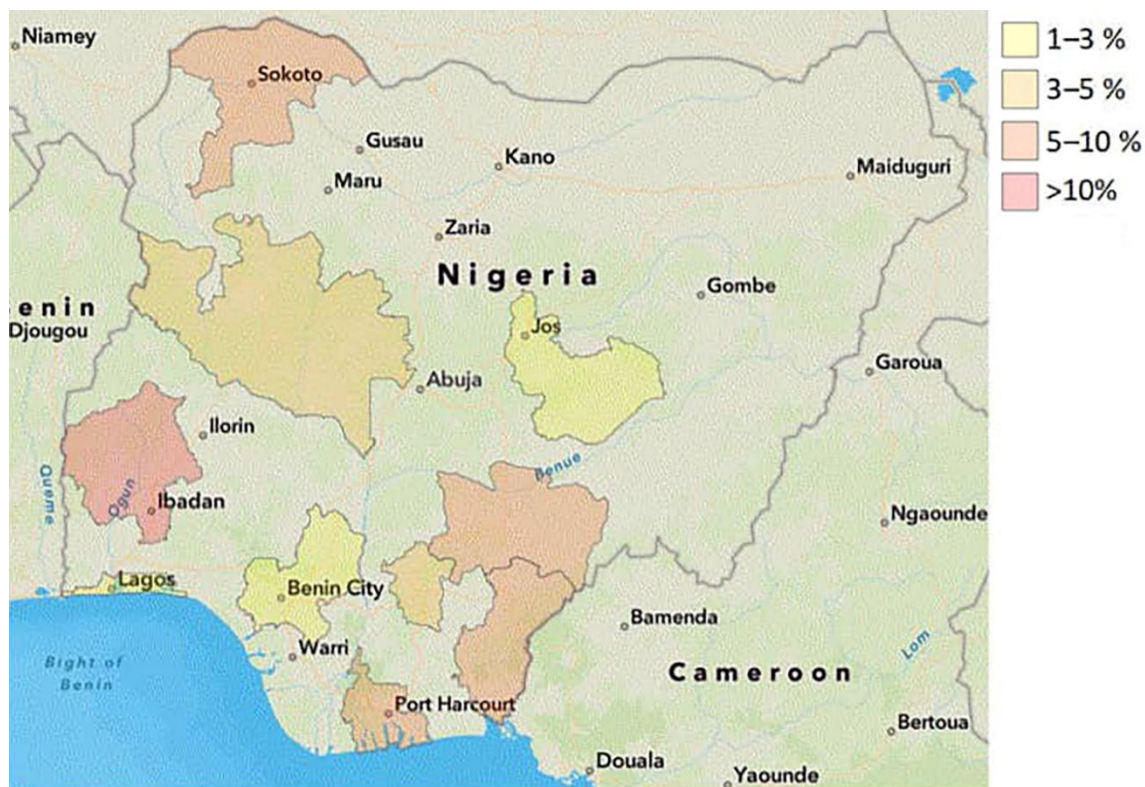 Niamey
1–3 %
Sokoto
3–5 %
Gusau
Kano
5–10 %
Maiduguri
Maru
>10%
Zaria
Nigeria
Gombe
enin
Djougou
Jos
Garoua
Abuja
Ilorin
Benue
Oueme
Ogun
Ibadan
Ngaounde
Lagos
Benin City
Bamenda
Warri
Lom
Bight of
Benin
Cameroon
Port Harcourt
Bertoua
Douala
Yaounde